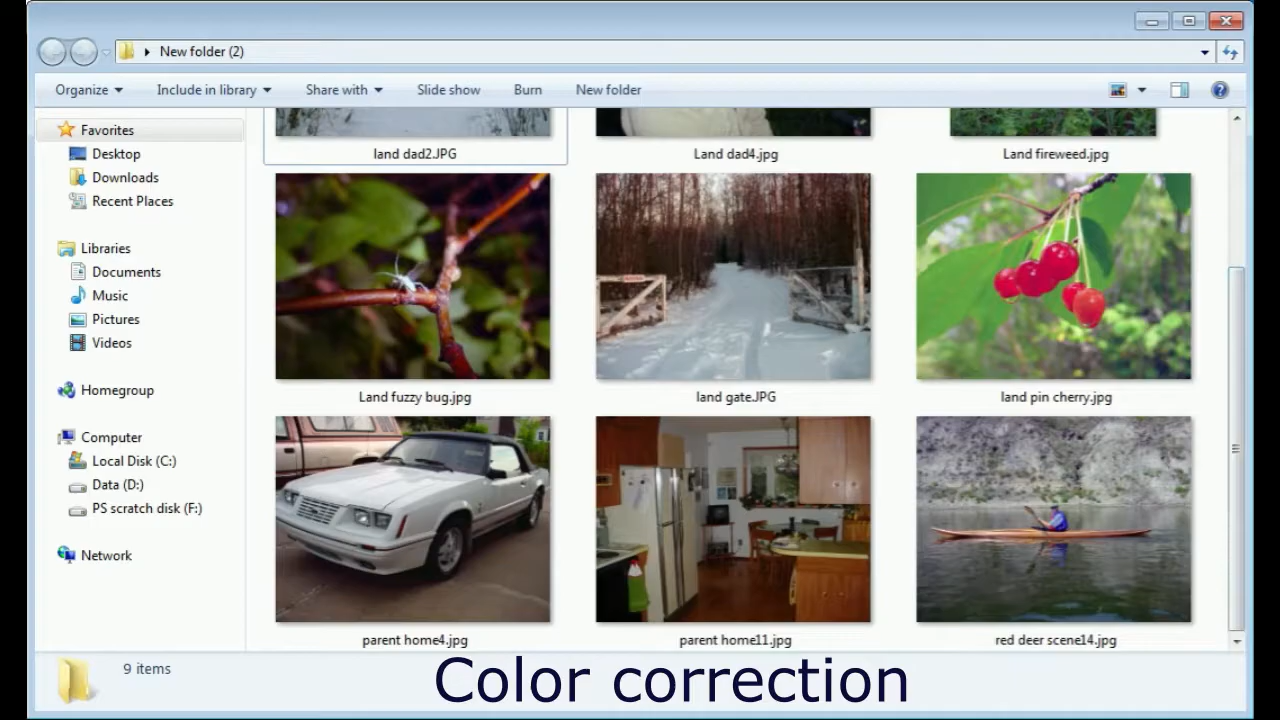 New folder (2)
Organize Include in library Share with Slide show Burn New folder
Favorites
Desktop
Downloads
Recent Places
Libraries
Documents
Music
Pictures
Videos
Homegroup
Computer
Local Disk (C:)
Data (D:)
PS scratch disk (F:)
Network
land dad2.JPG Land dad4.jpg Land fireweed.jpg
Land fuzzy bug.jpg land gate.JPG land pin cherry.jpg
parent home4.jpg parent home11.jpg red deer scene14.jpg
9 items
Color correction